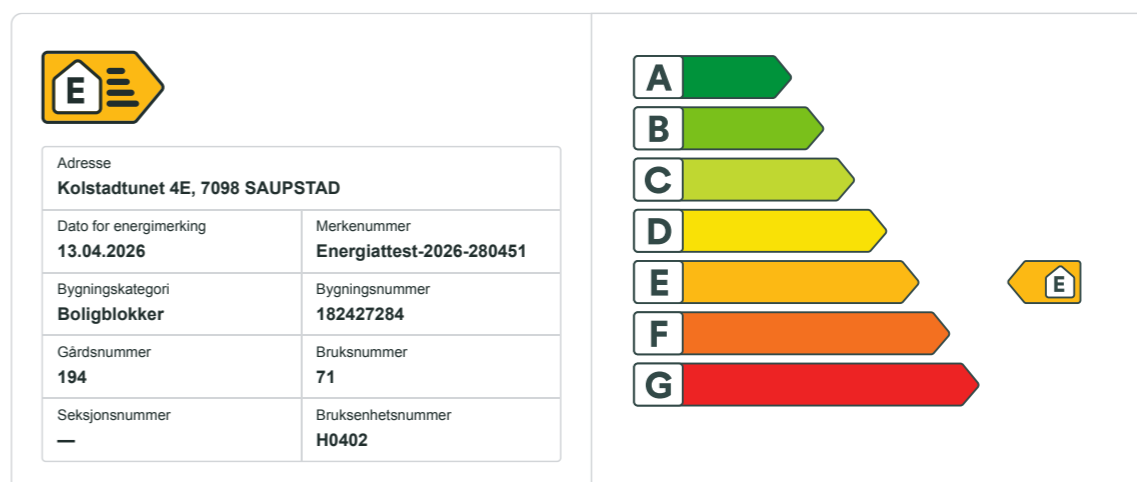 E
Adresse
Kolstadtunet 4E, 7098 SAUPSTAD
Dato for energimerking
13.04.2026
Merkenummer
Energiattest-2026-280451
Bygningskategori
Boligblokker
Bygningsnummer
182427284
Gårdsnummer
194
Bruksnummer
71
Seksjonsnummer
—
Bruksenhetsnummer
H0402
A
B
C
D
E
E
F
G